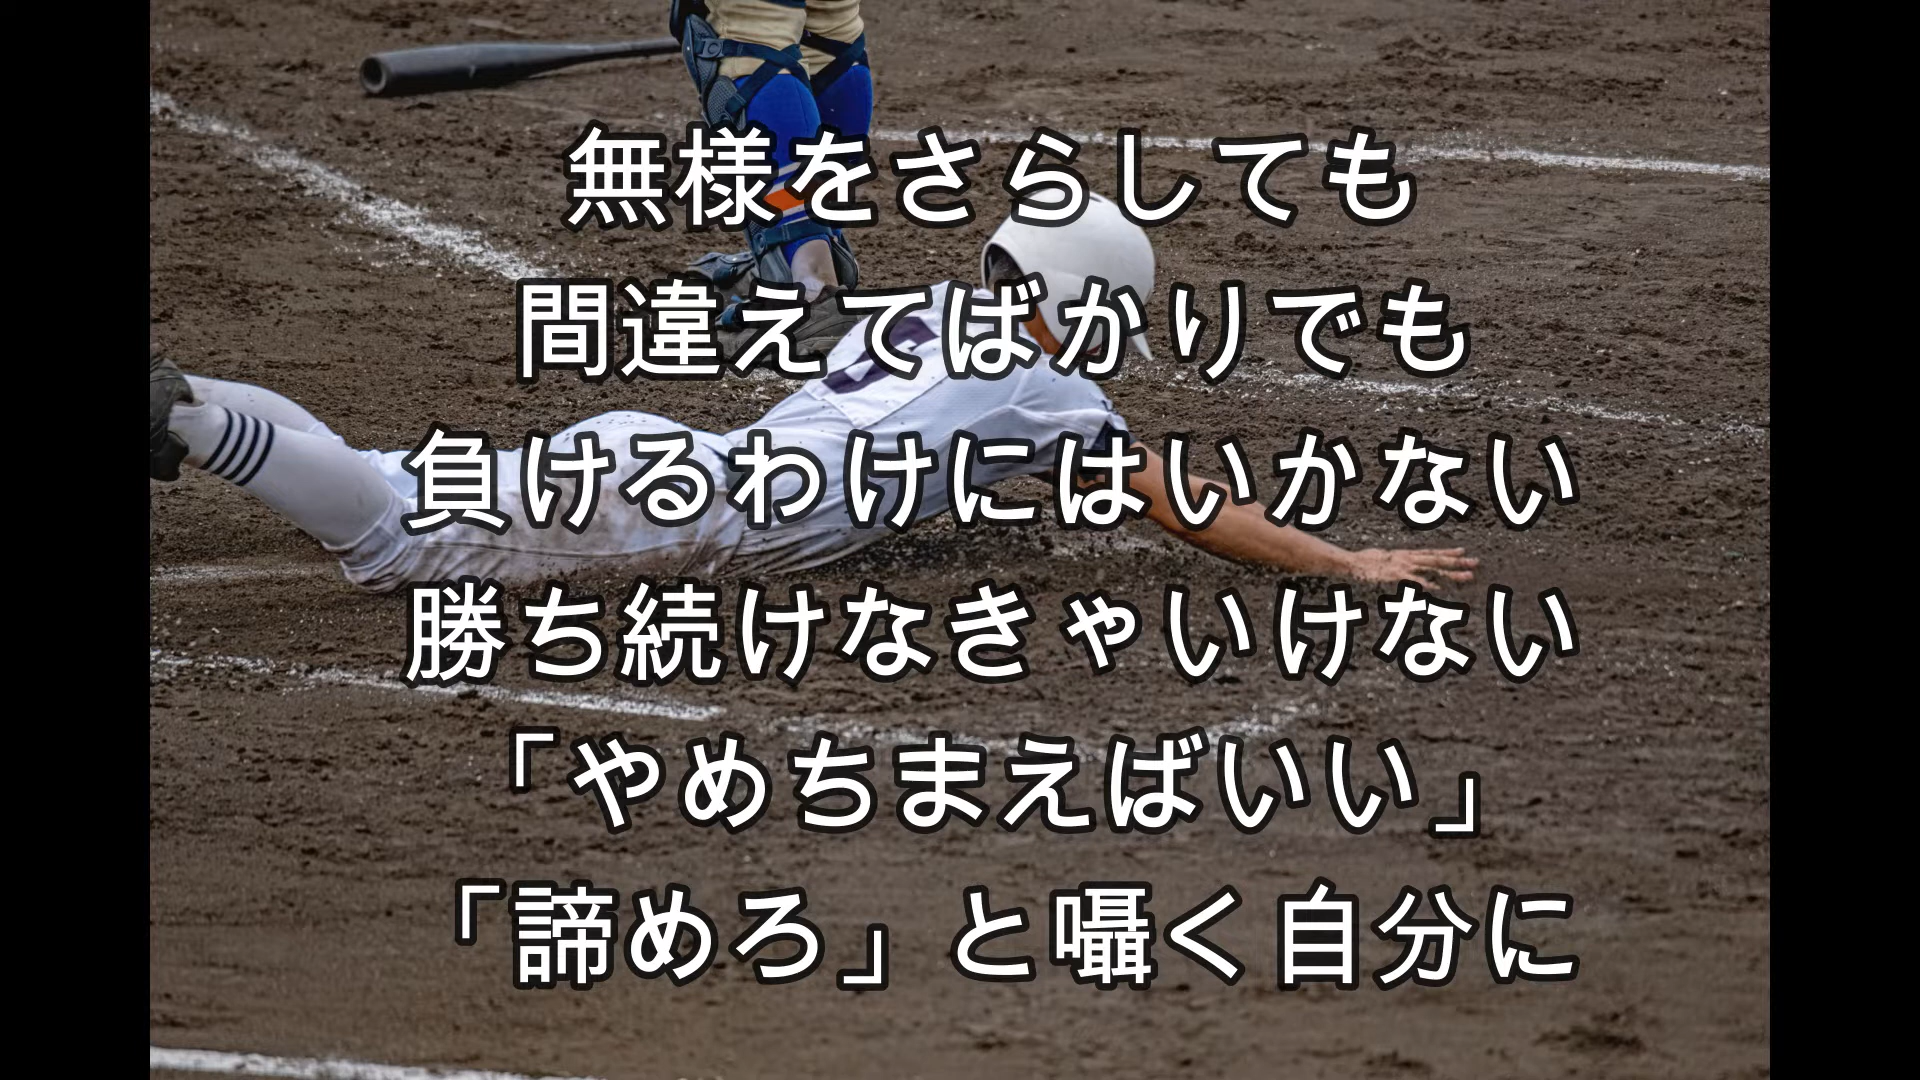 無様をさらしても
間違えてばかりでも
負けるわけにはいかない
勝ち続けなきゃいけない
「やめちまえばいい」
「諦めろ」と囁く自分に